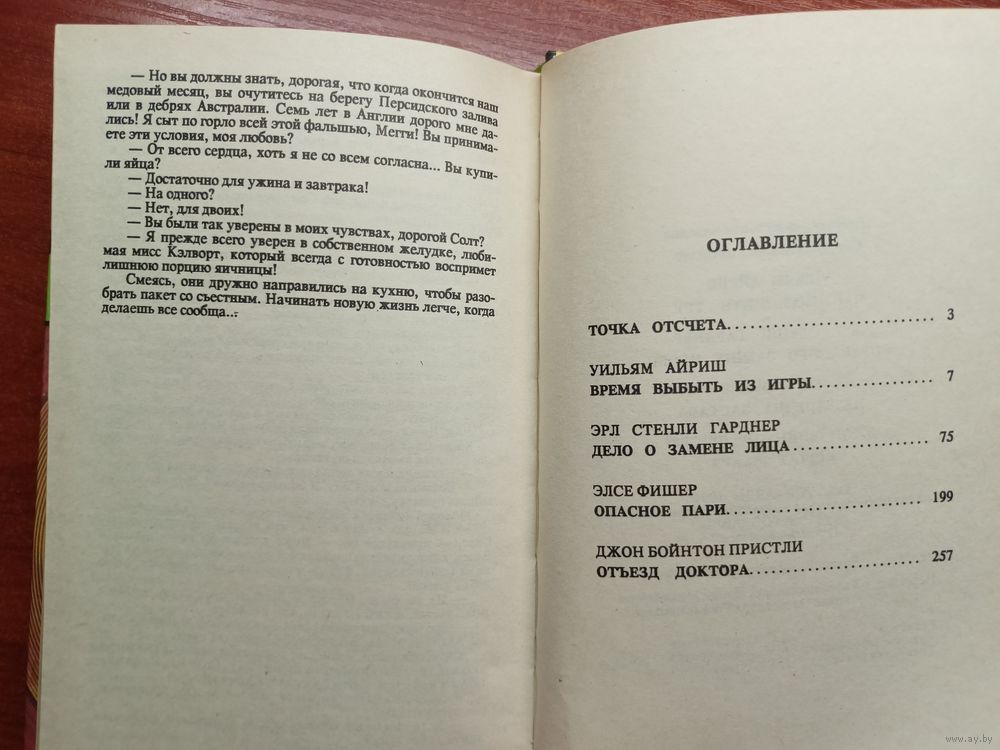 — Но вы должны знать, дорогая, что когда окончится наш
медовый месяц, вы очутитесь на берегу Персидского залива
или в дебрях Австралии. Семь лет в Англии дорого мне да-
лись! Я сыт по горло всей этой фальшью, Мегги! Вы принима-
ете эти условия, моя любовь?
— От всего сердца, хоть я не со всем согласна... Вы купи-
ли яйца?
— Достаточно для ужина и завтрака!
— На одного?
— Нет, для двоих!
— Вы были так уверены в моих чувствах, дорогой Солт?
— Я прежде всего уверен в собственном желудке, люби-
мая мисс Кэлворт, который всегда с готовностью воспримет
лишнюю порцию яичницы!
Смеясь, они дружно направились на кухню, чтобы разо-
брать пакет со съестным. Начинать новую жизнь легче, когда
делаешь все сообща...
ОГЛАВЛЕНИЕ
ТОЧКА ОТСЧЕТА. . . . . . . . . . . . . . . . . . . . . . . . . . . 3
УИЛЬЯМ АЙРИШ
ВРЕМЯ ВЫБЫТЬ ИЗ ИГРЫ. . . . . . . . . . . . . . . 7
ЭРЛ СТЕНЛИ ГАРДНЕР
ДЕЛО О ЗАМЕНЕ ЛИЦА . . . . . . . . . . . . . . . . . 75
ЭЛСЕ ФИШЕР
ОПАСНОЕ ПАРИ. . . . . . . . . . . . . . . . . . . . . . . . . 199
ДЖОН БОЙНТОН ПРИСТЛИ
ОТЪЕЗД ДОКТОРА. . . . . . . . . . . . . . . . . . . . . . 257
www.ay.by